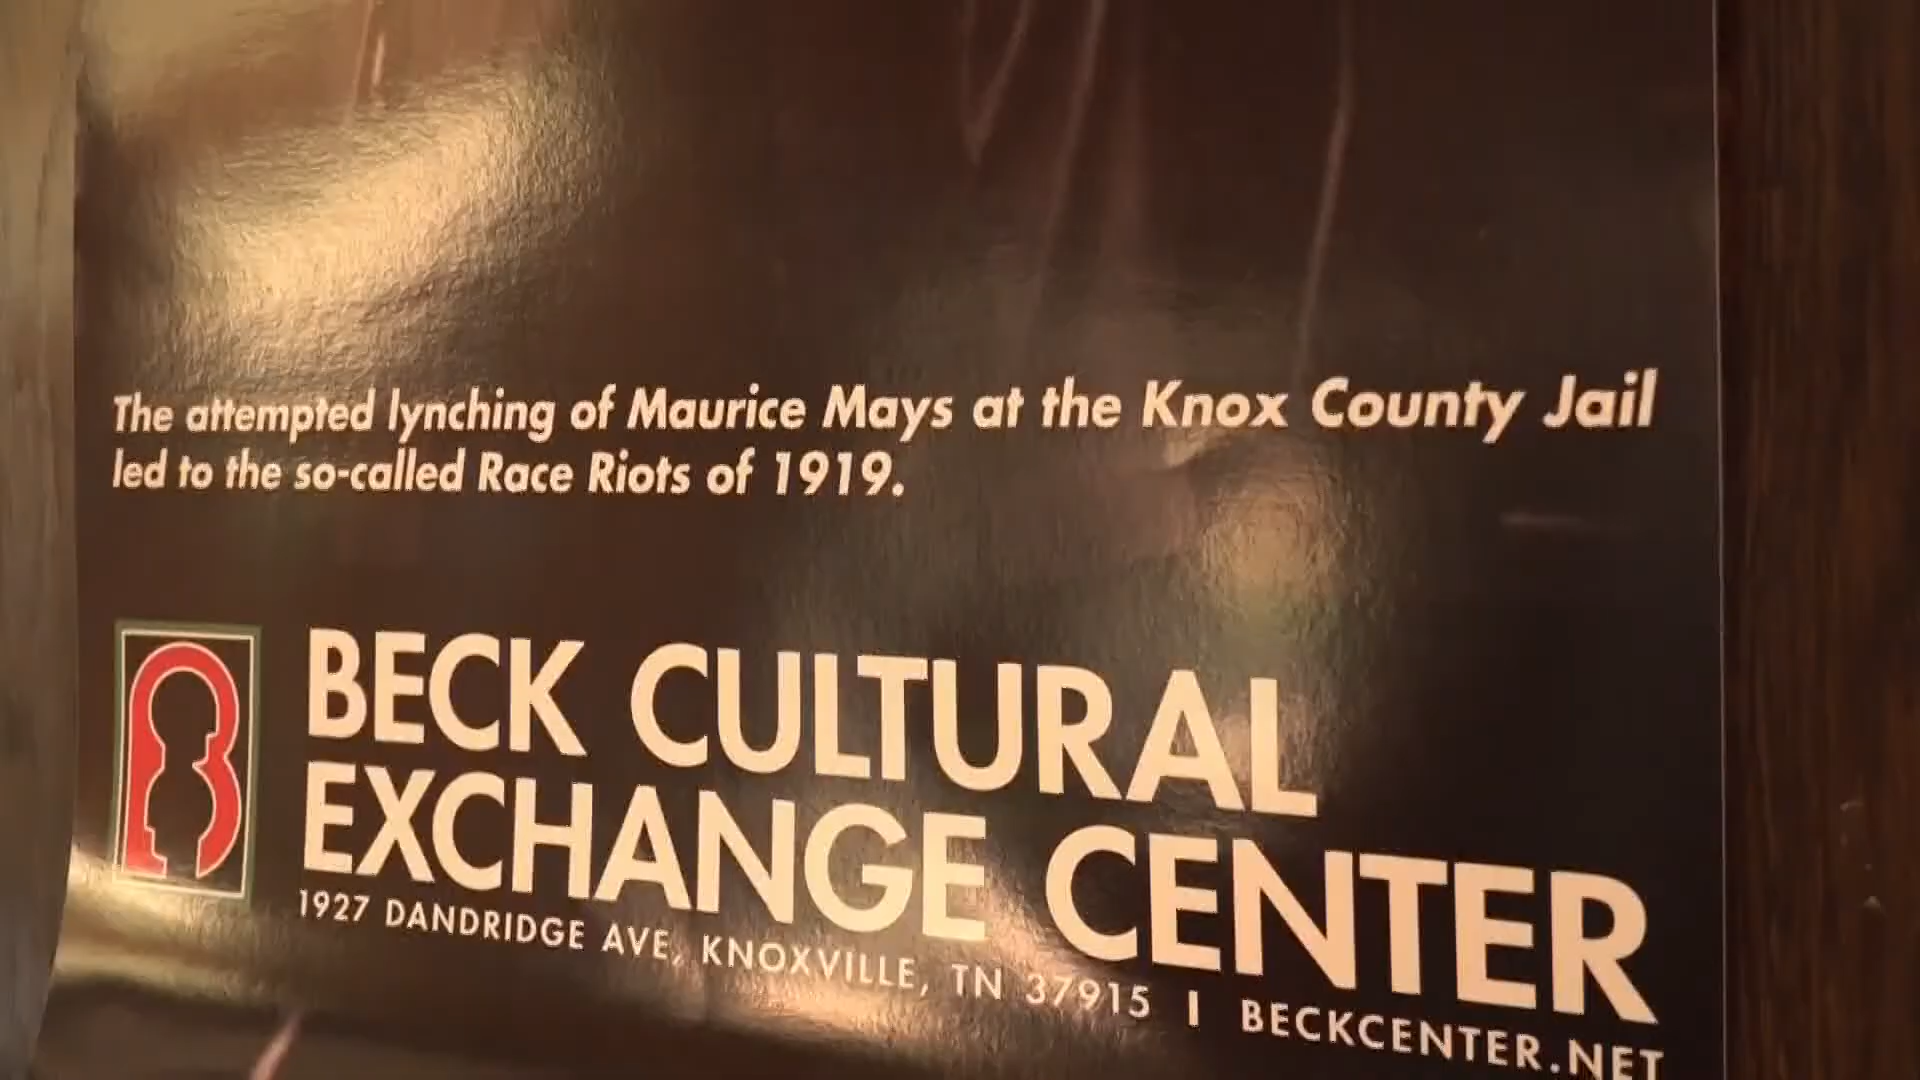 The attempted lynching of Maurice Mays at the Knox County Jail
led to the so-called Race Riots of 1919.
BECK CULTURAL
EXCHANGE CENTER
1927 DANDRIDGE AVE, KNOXVILLE, TN 37915 | BECKCENTER.NET